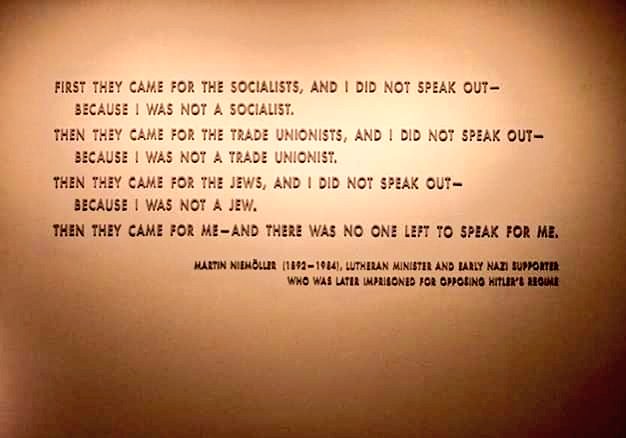 FIRST THEY CAME FOR THE SOCIALISTS, AND I DID NOT SPEAK OUT—
BECAUSE I WAS NOT A SOCIALIST.
THEN THEY CAME FOR THE TRADE UNIONISTS, AND I DID NOT SPEAK OUT—
BECAUSE I WAS NOT A TRADE UNIONIST.
THEN THEY CAME FOR THE JEWS, AND I DID NOT SPEAK OUT—
BECAUSE I WAS NOT A JEW.
THEN THEY CAME FOR ME—AND THERE WAS NO ONE LEFT TO SPEAK FOR ME.
MARTIN NIEMÖLLER (1892–1984), LUTHERAN MINISTER AND EARLY NAZI SUPPORTER
WHO WAS LATER IMPRISONED FOR OPPOSING HITLER'S REGIME